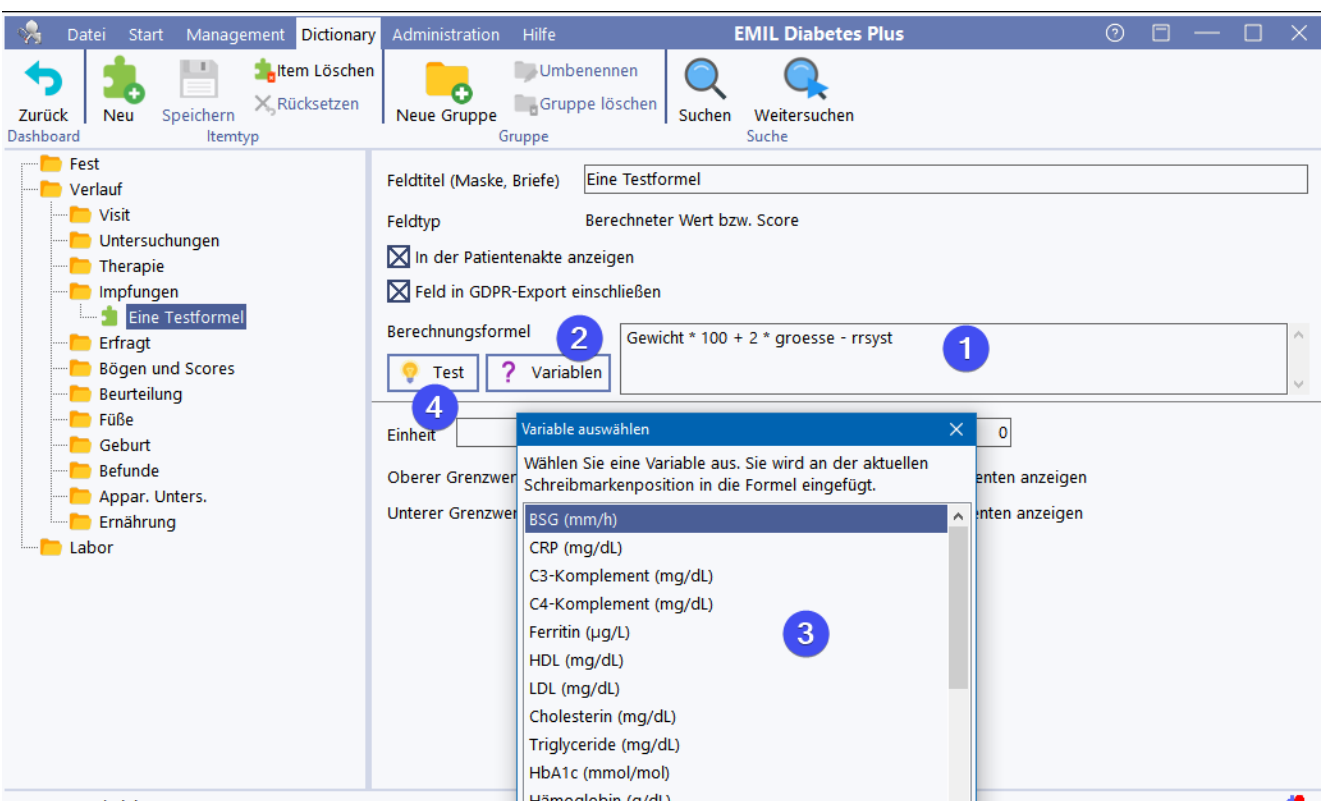 Datei Start Management Dictionary Administration Hilfe EMIL Diabetes Plus
Zurück
Dashboard
Neu
Speichern
Item Löschen
Rücksetzen
Itemtyp
Neue Gruppe
Umbenennen
Gruppe löschen
Gruppe
Suchen
Weitersuchen
Suche
Fest
Verlauf
Visit
Untersuchungen
Therapie
Impfungen
Eine Testformel
Erfragt
Bögen und Scores
Beurteilung
Füße
Geburt
Befunde
Appar. Unters.
Ernährung
Labor
Feldtitel (Maske, Briefe) Eine Testformel
Feldtyp Berechneter Wert bzw. Score
In der Patientenakte anzeigen
Feld in GDPR-Export einschließen
Berechnungsformel 2 Gewicht * 100 + 2 * groesse - rrsyst 1
Test ? Variablen
4
Einheit 0
Oberer Grenzwer enten anzeigen
Unterer Grenzwer enten anzeigen
Variable auswählen
Wählen Sie eine Variable aus. Sie wird an der aktuellen
Schreibmarkenposition in die Formel eingefügt.
BSG (mm/h)
CRP (mg/dL)
C3-Komplement (mg/dL)
C4-Komplement (mg/dL)
Ferritin (µg/L) 3
HDL (mg/dL)
LDL (mg/dL)
Cholesterin (mg/dL)
Triglyceride (mg/dL)
HbA1c (mmol/mol)
Hämoglobin (g/dL)